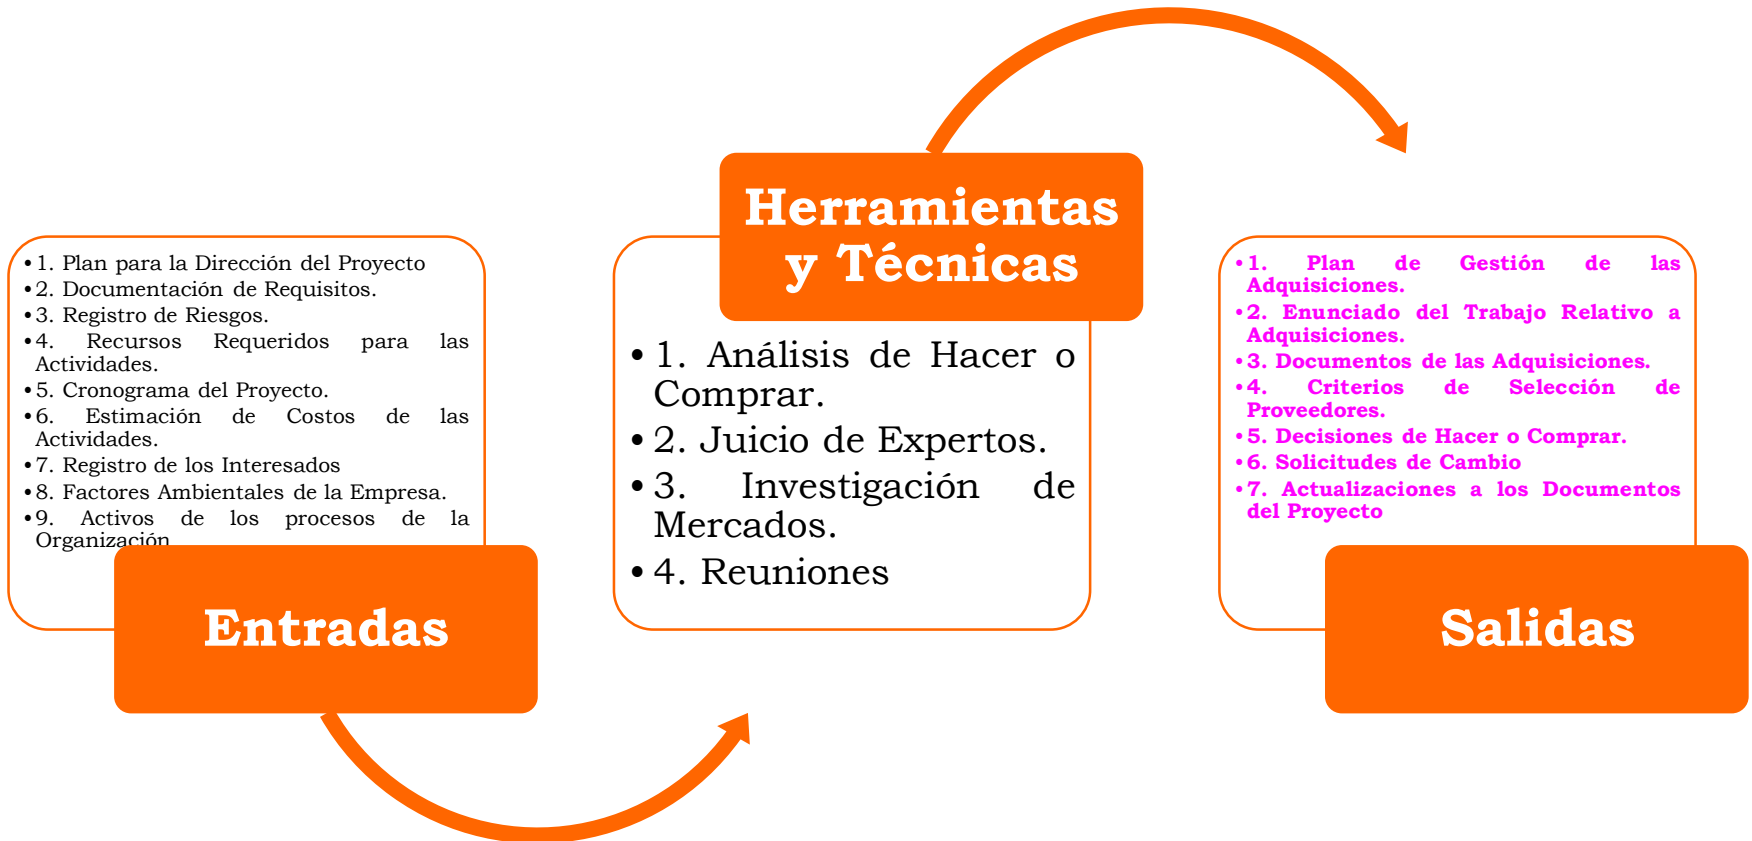 • 1. Plan para la Dirección del Proyecto
• 2. Documentación de Requisitos.
• 3. Registro de Riesgos.
• 4. Recursos Requeridos para las
Actividades.
• 5. Cronograma del Proyecto.
• 6. Estimación de Costos de las
Actividades.
• 7. Registro de los Interesados
• 8. Factores Ambientales de la Empresa.
• 9. Activos de los procesos de la
Organización
Entradas
Herramientas
y Técnicas
• 1. Análisis de Hacer o
Comprar.
• 2. Juicio de Expertos.
• 3. Investigación de
Mercados.
• 4. Reuniones
• 1. Plan de Gestión de las
Adquisiciones.
• 2. Enunciado del Trabajo Relativo a
Adquisiciones.
• 3. Documentos de las Adquisiciones.
• 4. Criterios de Selección de
Proveedores.
• 5. Decisiones de Hacer o Comprar.
• 6. Solicitudes de Cambio
• 7. Actualizaciones a los Documentos
del Proyecto
Salidas